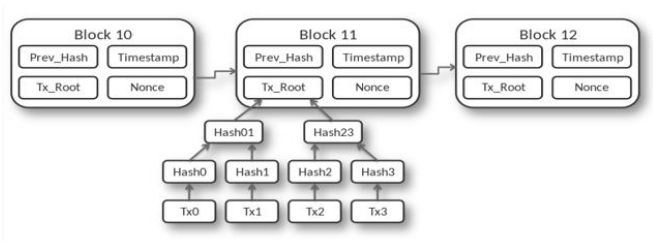 Block 10 Block 11 Block 12
Prev_Hash Timestamp Prev_Hash Timestamp Prev_Hash Timestamp
Tx_Root Nonce Tx_Root Nonce Tx_Root Nonce
Hash01 Hash23
Hash0 Hash1 Hash2 Hash3
Tx0 Tx1 Tx2 Tx3